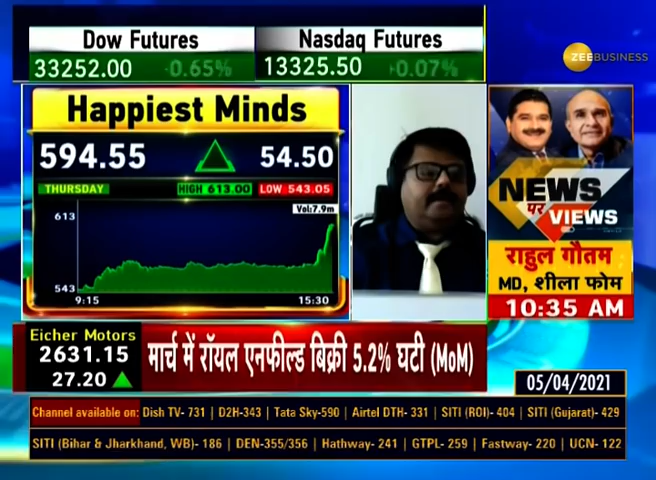 Dow Futures
33252.00 -0.65%
Nasdaq Futures
13325.50 +0.07%
ZEEBUSINESS
Happiest Minds
594.55 54.50
THURSDAY HIGH 613.00 LOW 543.05
Vol:7.9m
613
543
9:15 15:30
NEWS
पर
VIEWS
राहुल गौतम
MD, शीला फोम
10:35 AM
Eicher Motors
2631.15
27.20
मार्च में रॉयल एनफील्ड बिक्री 5.2% घटी (MoM)
05/04/2021
Channel available on: Dish TV- 731 | D2H-343 | Tata Sky-590 | Airtel DTH- 331 | SITI (ROI)- 404 | SITI (Gujarat)- 429
SITI (Bihar & Jharkhand, WB)- 186 | DEN-355/356 | Hathway- 241 | GTPL- 259 | Fastway- 220 | UCN- 122